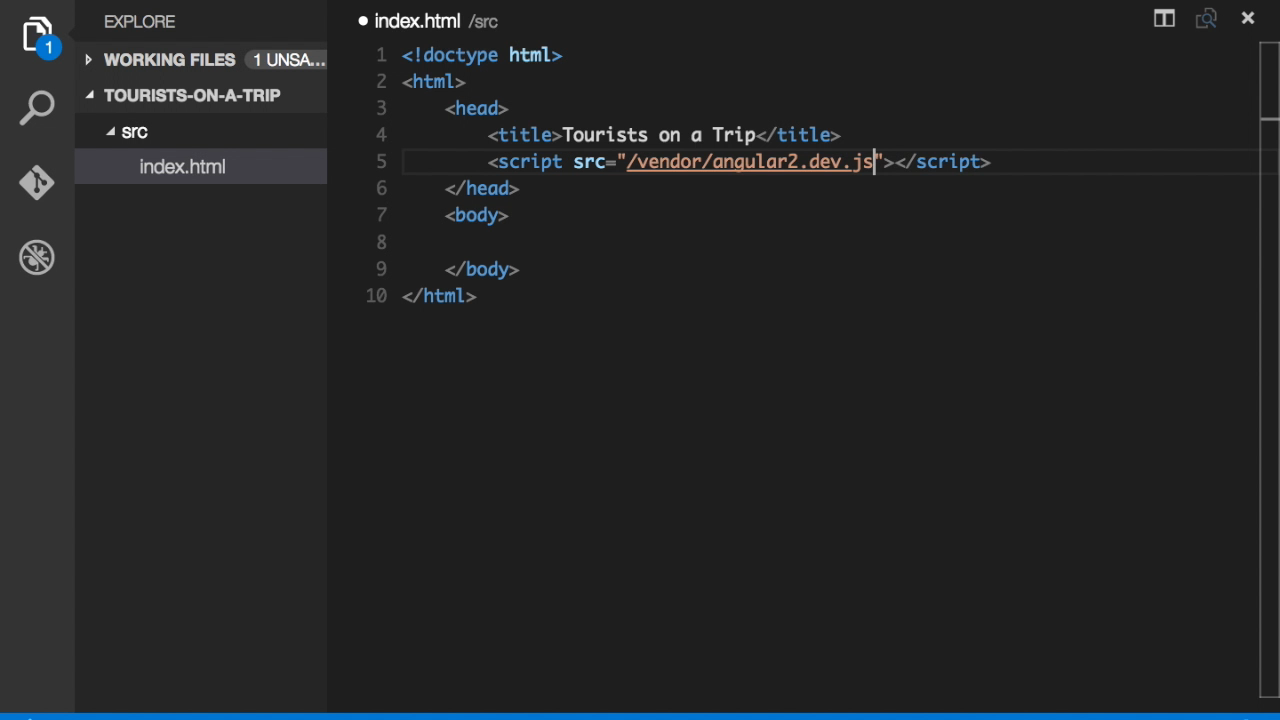 EXPLORE
1
WORKING FILES 1 UNSA...
TOURISTS-ON-A-TRIP
src
index.html
index.html /src
1 <!doctype html>
2 <html>
3 <head>
4 <title>Tourists on a Trip</title>
5 <script src="/vendor/angular2.dev.js"></script>
6 </head>
7 <body>
8
9 </body>
10 </html>